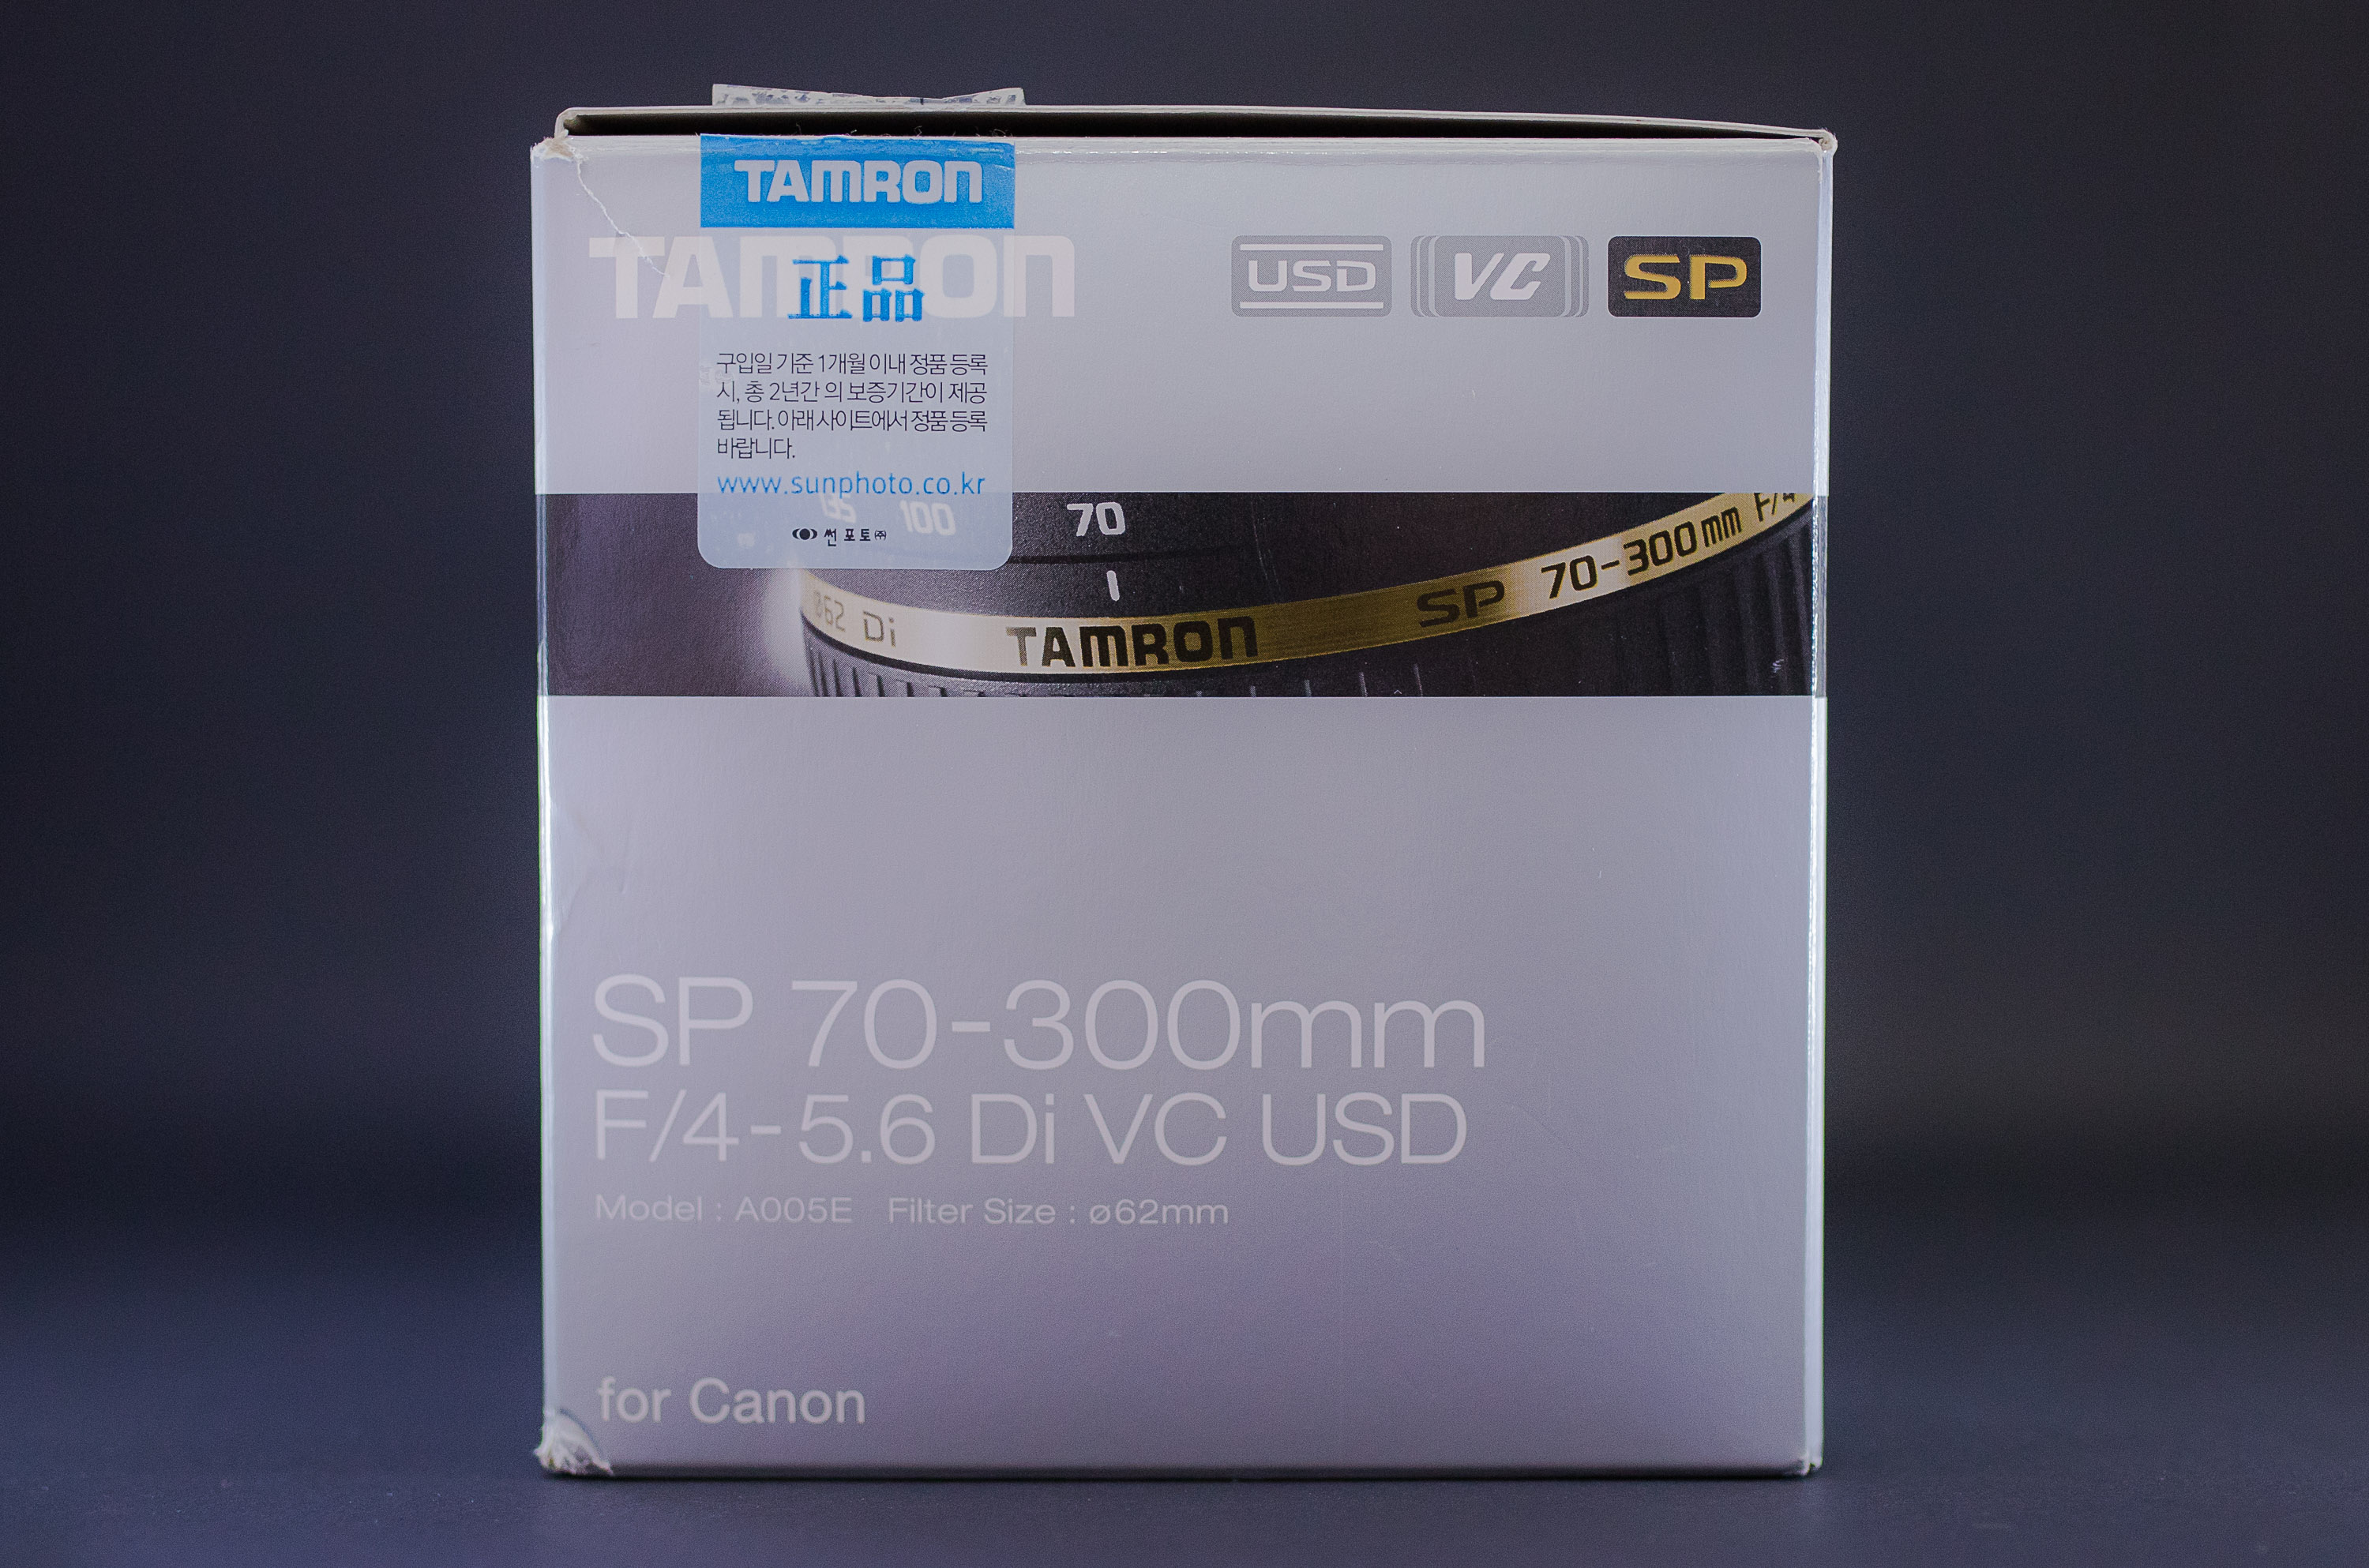 TAMRON
TAMRON
正品
USD VC SP
구입일 기준 1개월 이내 정품 등록
시, 총 2년간 의 보증기간이 제공
됩니다. 아래 사이트에서 정품 등록
바랍니다.
www.sunphoto.co.kr
썬포토㈜
135 100 70
ø62 Di TAMRON SP 70-300mm F/4
SP 70-300mm
F/4-5.6 Di VC USD
Model : A005E Filter Size : ø62mm
for Canon